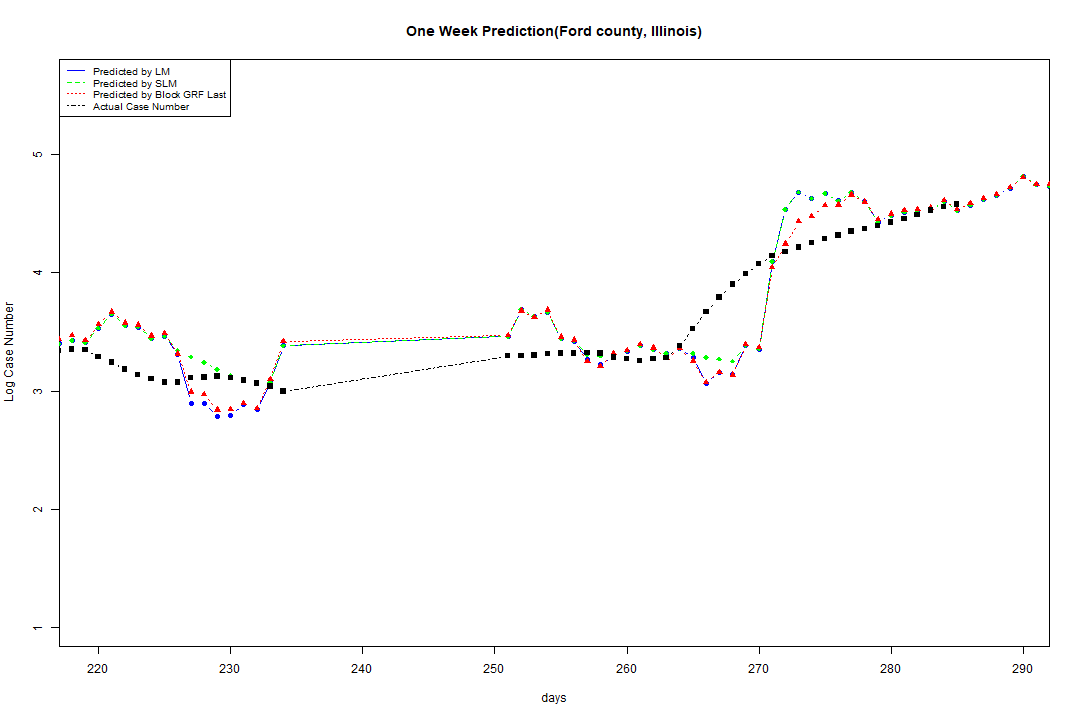 One Week Prediction(Ford county, Illinois)
Predicted by LM
Predicted by SLM
Predicted by Block GRF Last
Actual Case Number
5
4
3
2
1
Log Case Number
220 230 240 250 260 270 280 290
days